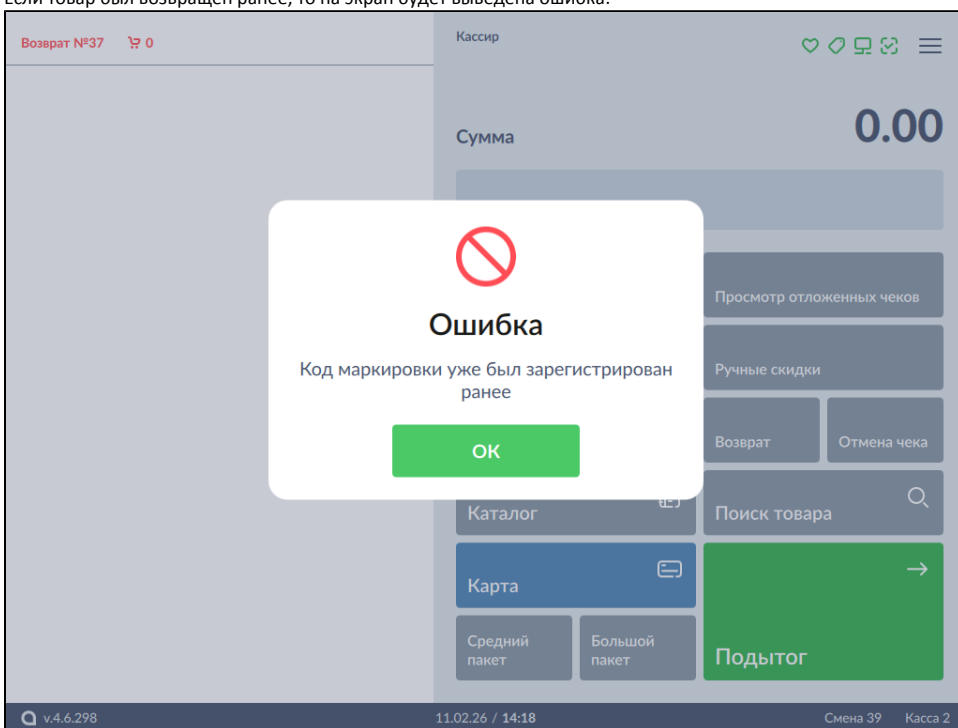 Если товар был возвращен ранее, то на экран будет выведена ошибка:
Возврат №37 0
Кассир
Сумма 0.00
Просмотр отложенных чеков
Ручные скидки
Возврат Отмена чека
Ошибка
Код маркировки уже был зарегистрирован
ранее
ОК
Каталог
Поиск товара
Карта
Средний
пакет
Большой
пакет
Подытог
v.4.6.298
11.02.26 / 14:18
Смена 39 Касса 2